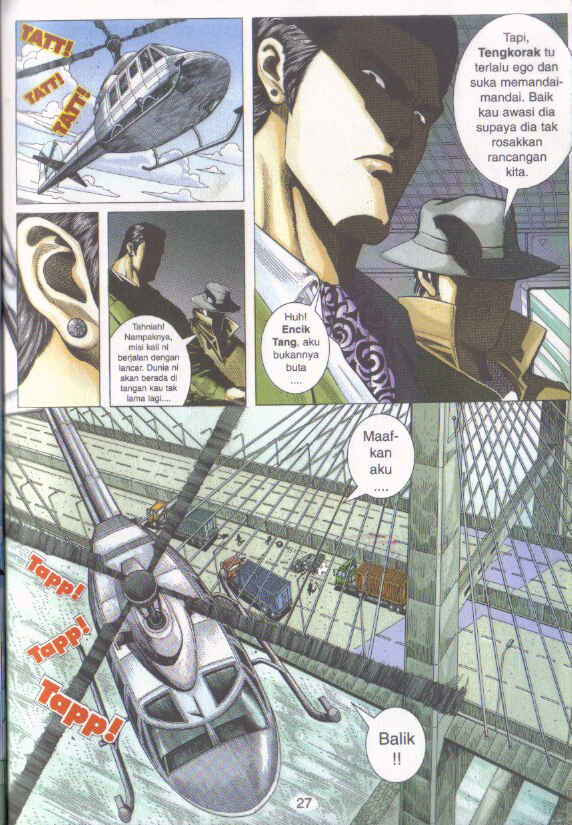 TATT!
TATT!
TATT!
Tahniah!
Nampaknya,
misi kali ni
berjalan dengan
lancar. Dunia ni
akan berada di
tangan kau tak
lama lagi....
Tapi,
Tengkorak tu
terlalu ego dan
suka memandai-
mandai. Baik
kau awasi dia
supaya dia tak
rosakkan
rancangan
kita.
Huh!
Encik
Tang, aku
bukannya
buta
....
Maaf-
kan
aku
....
Tapp!
Tapp!
Tapp!
Balik
!!
27